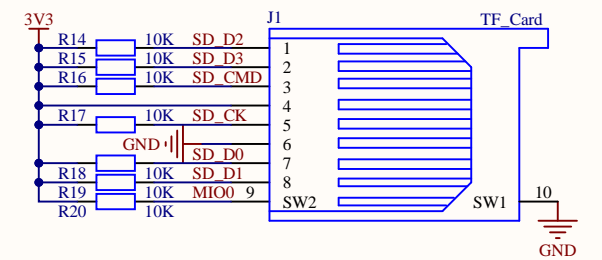 3V3 J1 TF_Card
R14 10K SD_D2 1
R15 10K SD_D3 2
R16 10K SD_CMD 3
4
R17 10K SD_CK 5
GND 6
SD_D0 7
R18 10K SD_D1 8
R19 10K MIO0 9 SW2 SW1 10
R20 10K
GND